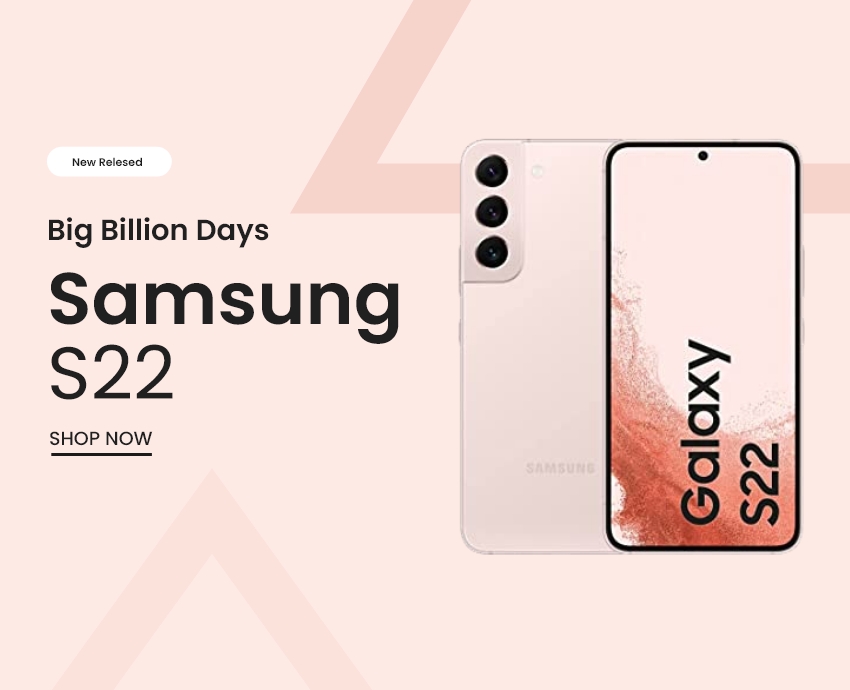 New Relesed
Big Billion Days
Samsung
S22
SHOP NOW
SAMSUNG
Galaxy
S22